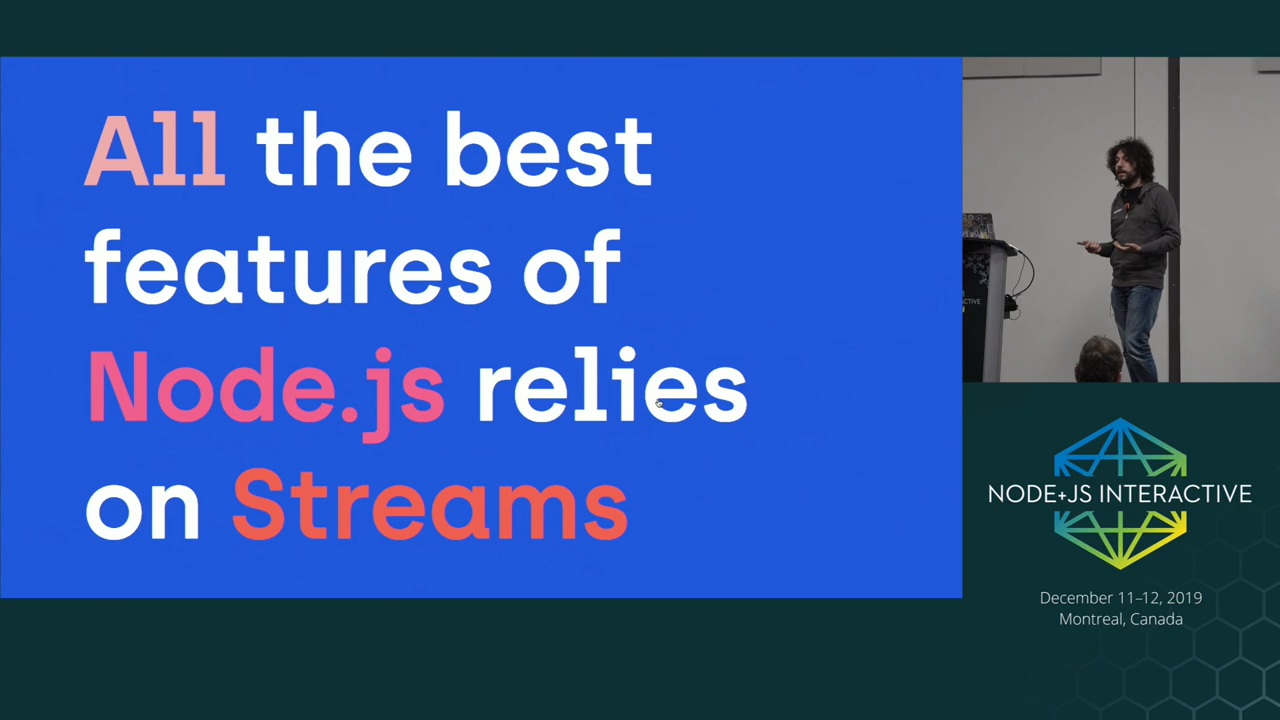 All the best
features of
Node.js relies
on Streams
CTIVE
NODE+JS INTERACTIVE
December 11–12, 2019
Montreal, Canada